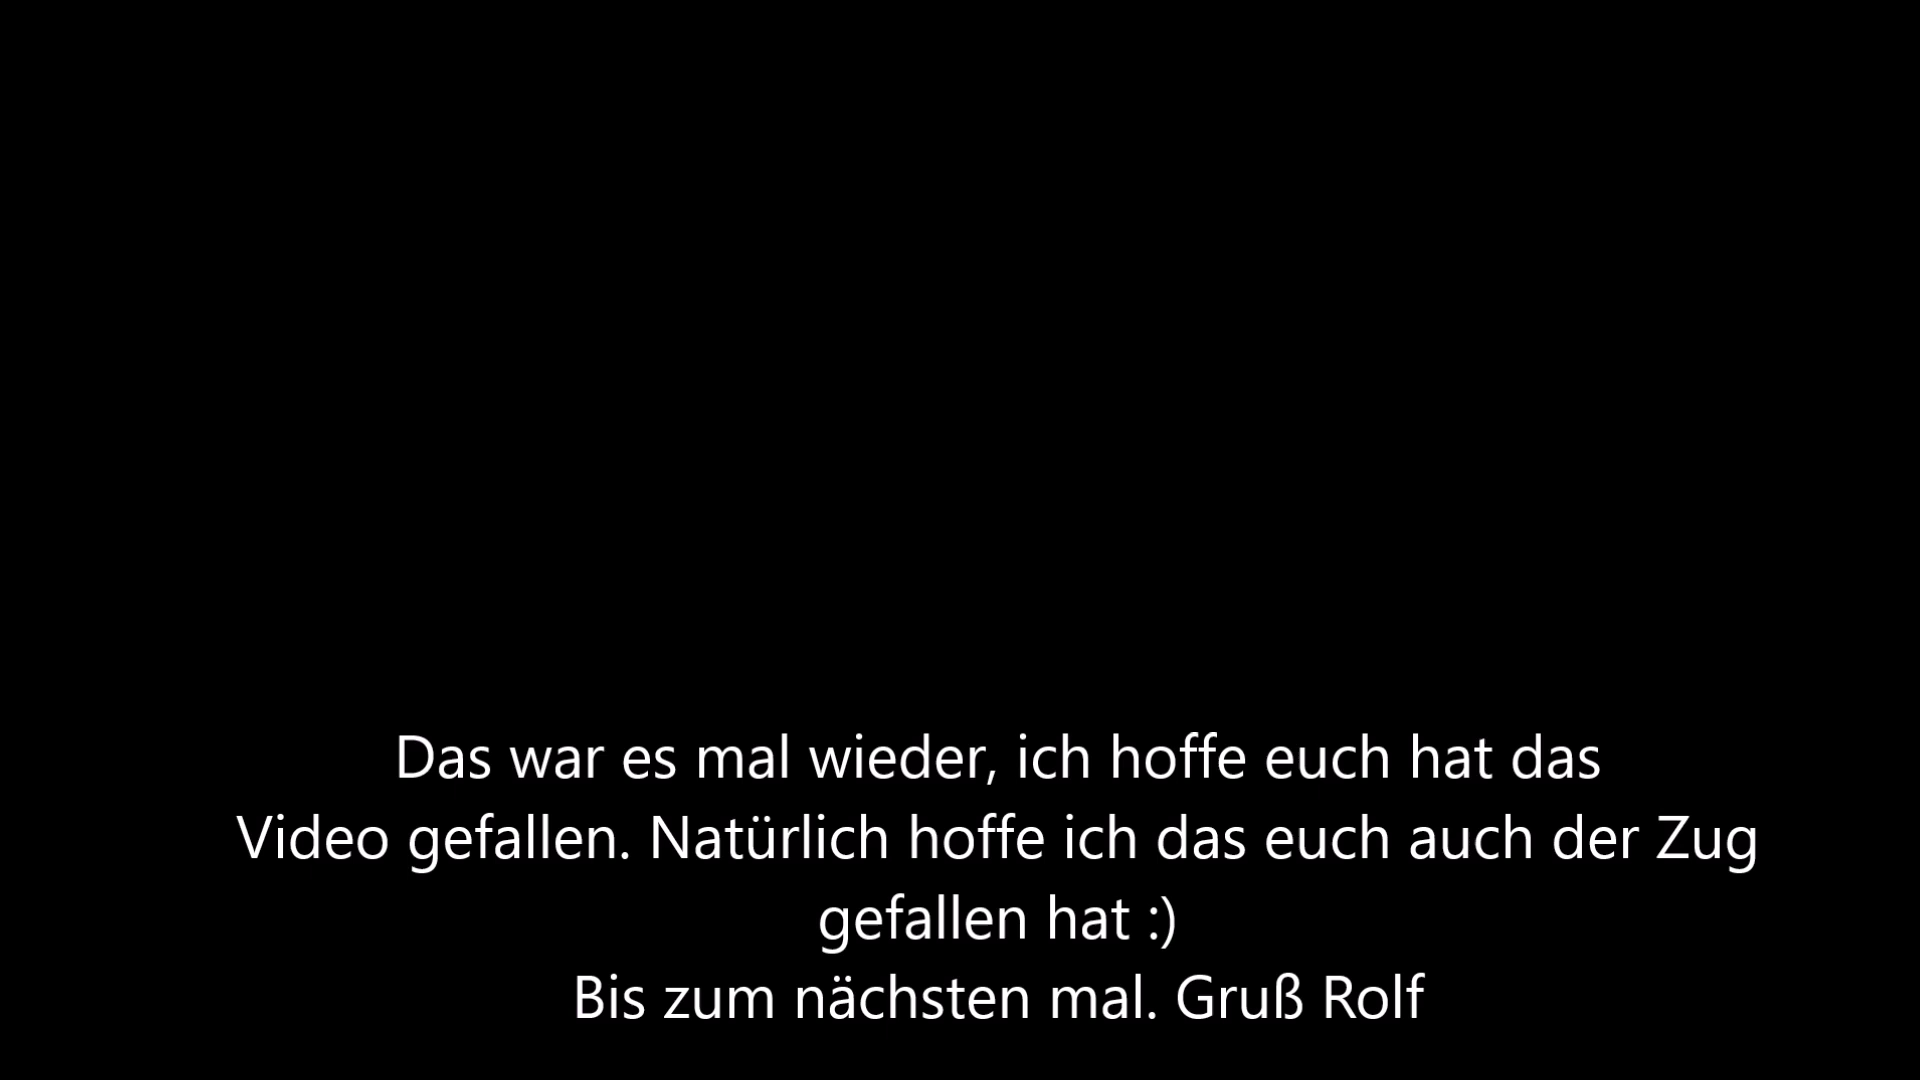 Das war es mal wieder, ich hoffe euch hat das
Video gefallen. Natürlich hoffe ich das euch auch der Zug
gefallen hat :)
Bis zum nächsten mal. Gruß Rolf